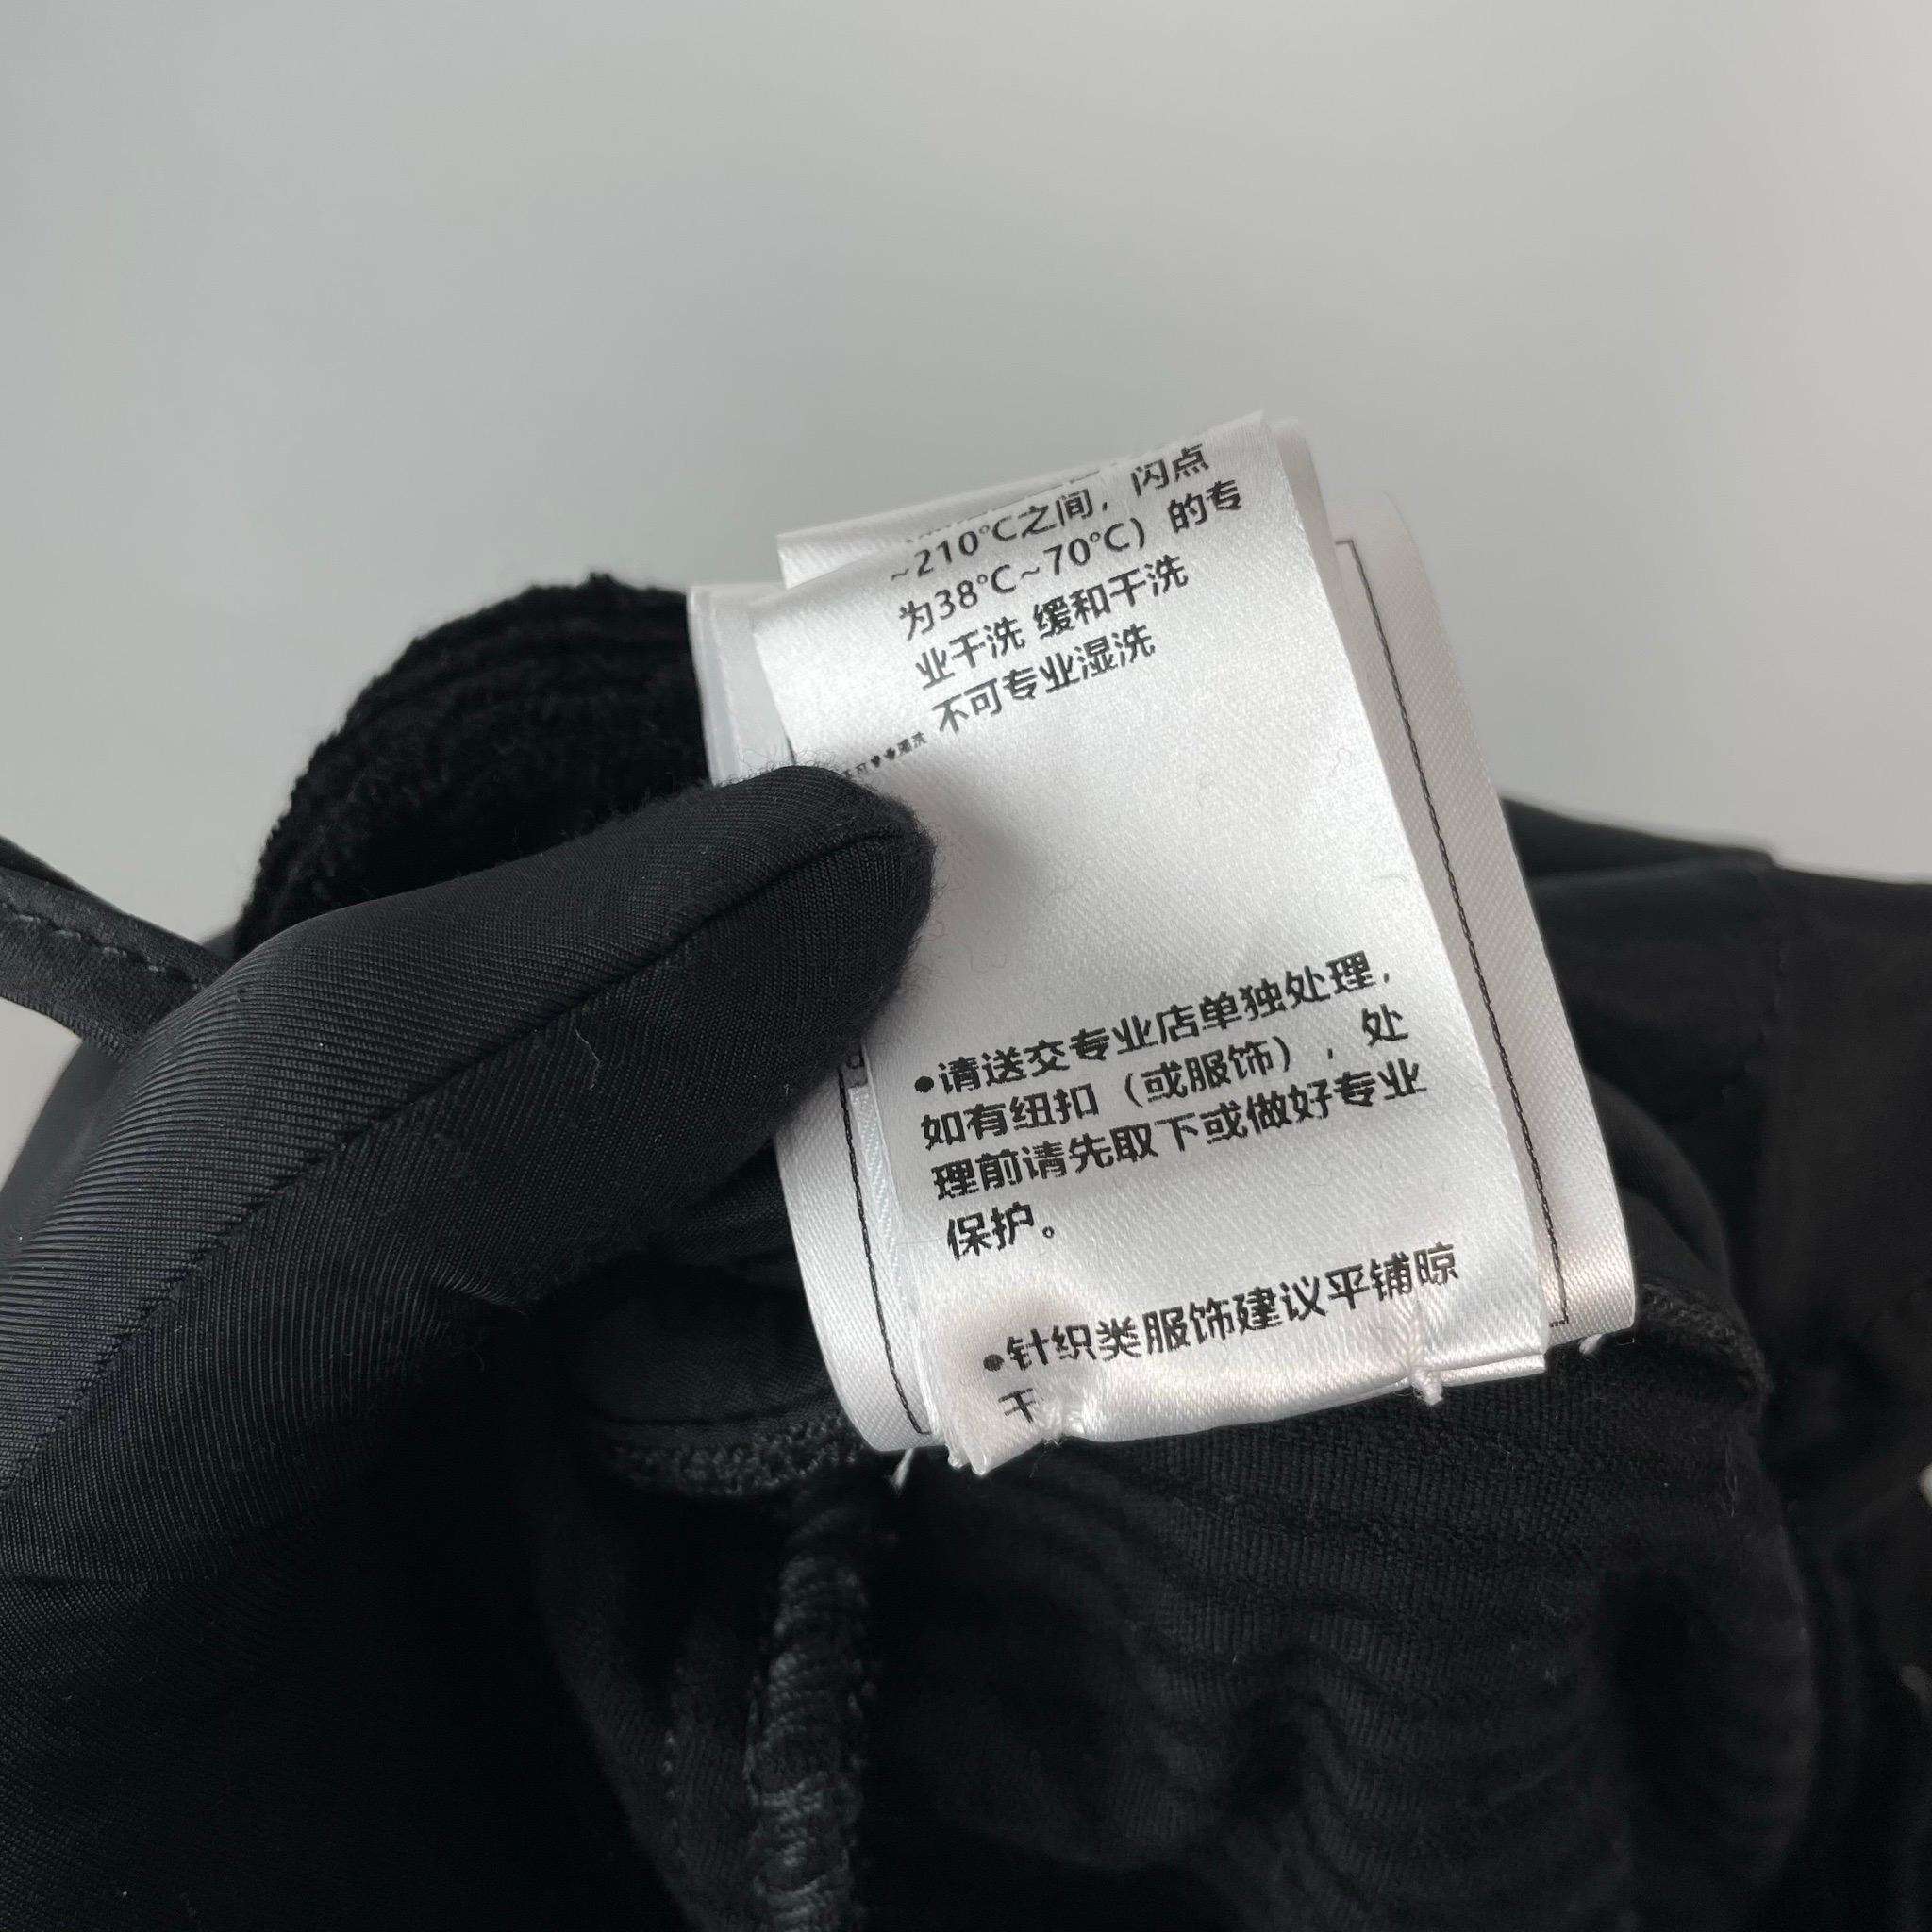 ~210℃之间，闪点
为38℃~70℃）的专
业干洗 缓和干洗
不可专业湿洗
●请送交专业店单独处理，
如有纽扣（或服饰），处
理前请先取下或做好专业
保护。
●针织类服饰建议平铺晾
干